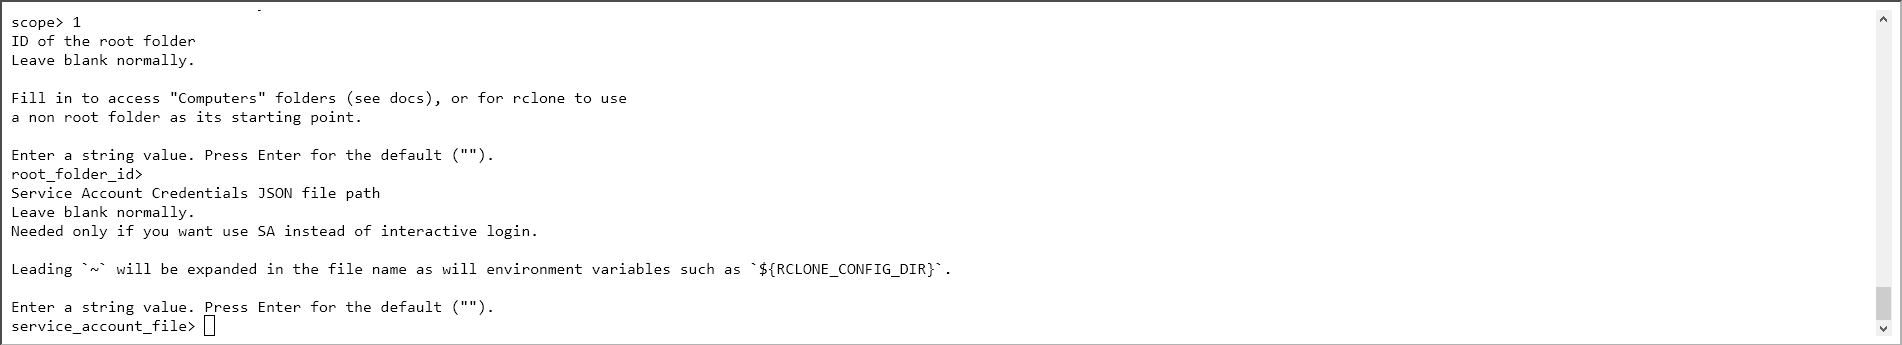 scope> 1
ID of the root folder
Leave blank normally.
Fill in to access "Computers" folders (see docs), or for rclone to use
a non root folder as its starting point.
Enter a string value. Press Enter for the default ("").
root_folder_id>
Service Account Credentials JSON file path
Leave blank normally.
Needed only if you want use SA instead of interactive login.
Leading `~` will be expanded in the file name as will environment variables such as `${RCLONE_CONFIG_DIR}`.
Enter a string value. Press Enter for the default ("").
service_account_file>